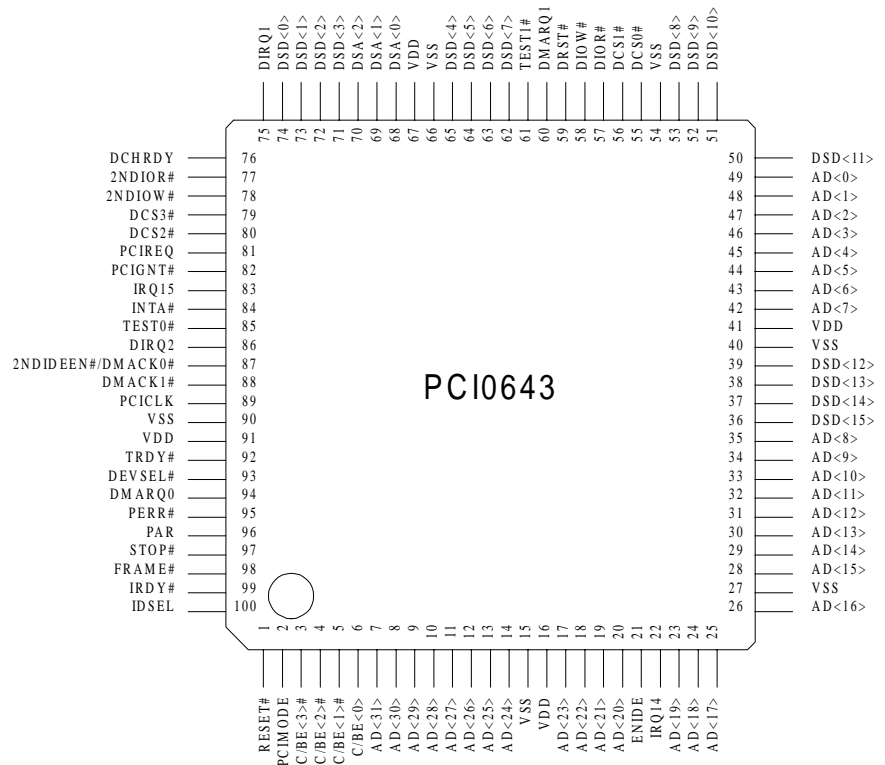 DIRQ1
DSD<0>
DSD<1>
DSD<2>
DSD<3>
DSA<2>
DSA<1>
DSA<0>
VDD
VSS
DSD<4>
DSD<5>
DSD<6>
DSD<7>
TEST1#
DMARQ1
DRST#
DIOW#
DIOR#
DCS1#
DCS0#
VSS
DSD<8>
DSD<9>
DSD<10>
75 74 73 72 71 70 69 68 67 66 65 64 63 62 61 60 59 58 57 56 55 54 53 52 51
DCHRDY 76
2NDIOR# 77
2NDIOW# 78
DCS3# 79
DCS2# 80
PCIREQ 81
PCIGNT# 82
IRQ15 83
INTA# 84
TEST0# 85
DIRQ2 86
2NDIDEEN#/DMACK0# 87
DMACK1# 88
PCICLK 89
VSS 90
VDD 91
TRDY# 92
DEVSEL# 93
DMARQ0 94
PERR# 95
PAR 96
STOP# 97
FRAME# 98
IRDY# 99
IDSEL 100
PCI0643
50 DSD<11>
49 AD<0>
48 AD<1>
47 AD<2>
46 AD<3>
45 AD<4>
44 AD<5>
43 AD<6>
42 AD<7>
41 VDD
40 VSS
39 DSD<12>
38 DSD<13>
37 DSD<14>
36 DSD<15>
35 AD<8>
34 AD<9>
33 AD<10>
32 AD<11>
31 AD<12>
30 AD<13>
29 AD<14>
28 AD<15>
27 VSS
26 AD<16>
1 2 3 4 5 6 7 8 9 10 11 12 13 14 15 16 17 18 19 20 21 22 23 24 25
RESET#
PCIMODE
C/BE<3>#
C/BE<2>#
C/BE<1>#
C/BE<0>
AD<31>
AD<30>
AD<29>
AD<28>
AD<27>
AD<26>
AD<25>
AD<24>
VSS
VDD
AD<23>
AD<22>
AD<21>
AD<20>
ENIDE
IRQ14
AD<19>
AD<18>
AD<17>